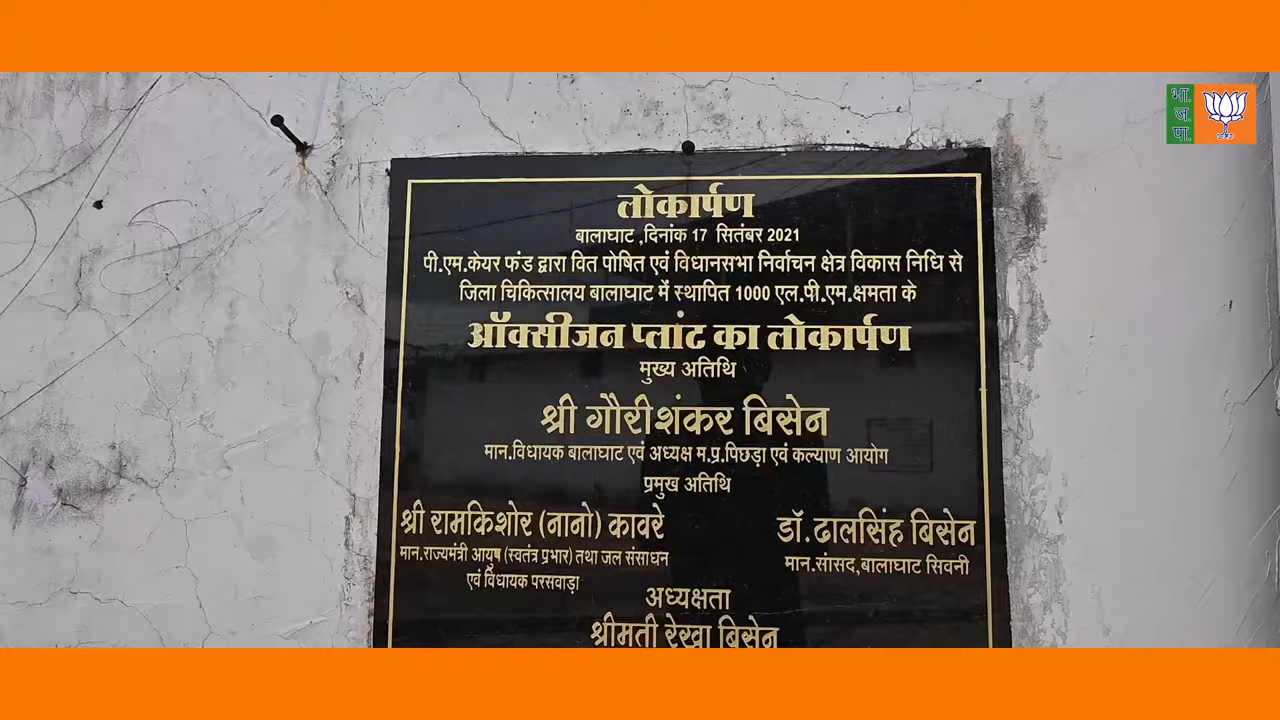 भा.
ज.
पा.
लोकार्पण
बालाघाट ,दिनांक 17 सितंबर 2021
पी.एम.केयर फंड द्वारा वित पोषित एवं विधानसभा निर्वाचन क्षेत्र विकास निधि से
जिला चिकित्सालय बालाघाट में स्थापित 1000 एल.पी.एम.क्षमता के
ऑक्सीजन प्लांट का लोकार्पण
मुख्य अतिथि
श्री गौरीशंकर बिसेन
मान.विधायक बालाघाट एवं अध्यक्ष म.प्र.पिछड़ा एवं कल्याण आयोग
प्रमुख अतिथि
श्री रामकिशोर (नानो) कावरे
मान.राज्यमंत्री आयुष (स्वतंत्र प्रभार) तथा जल संसाधन
एवं विधायक परसवाड़ा
डॉ.ढालसिंह बिसेन
मान.सांसद,बालाघाट सिवनी
अध्यक्षता
श्रीमती रेखा बिसेन